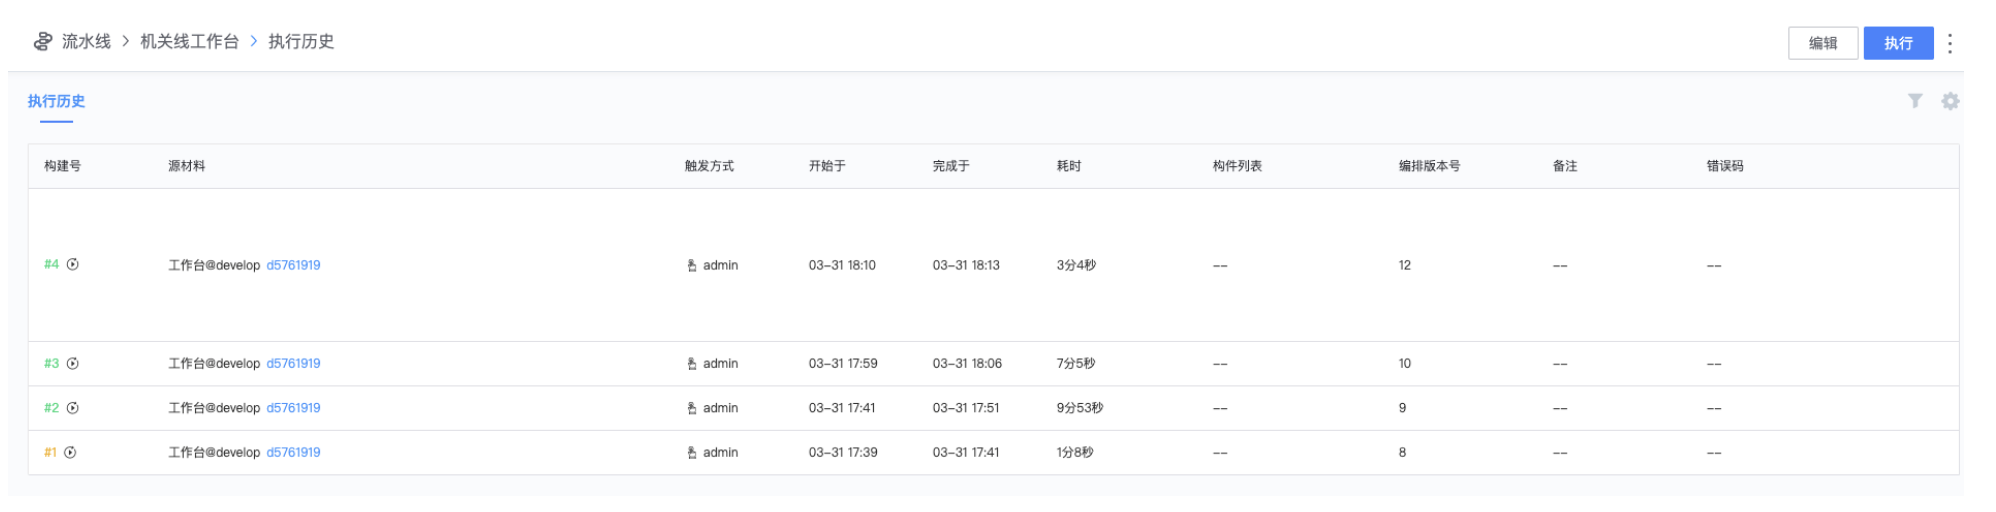 流水线 > 机关线工作台 > 执行历史 编辑 执行
执行历史
构建号 源材料 触发方式 开始于 完成于 耗时 构件列表 编排版本号 备注 错误码
#4 工作台@develop d5761919 admin 03-31 18:10 03-31 18:13 3分4秒 -- 12 -- --
#3 工作台@develop d5761919 admin 03-31 17:59 03-31 18:06 7分5秒 -- 10 -- --
#2 工作台@develop d5761919 admin 03-31 17:41 03-31 17:51 9分53秒 -- 9 -- --
#1 工作台@develop d5761919 admin 03-31 17:39 03-31 17:41 1分8秒 -- 8 -- --